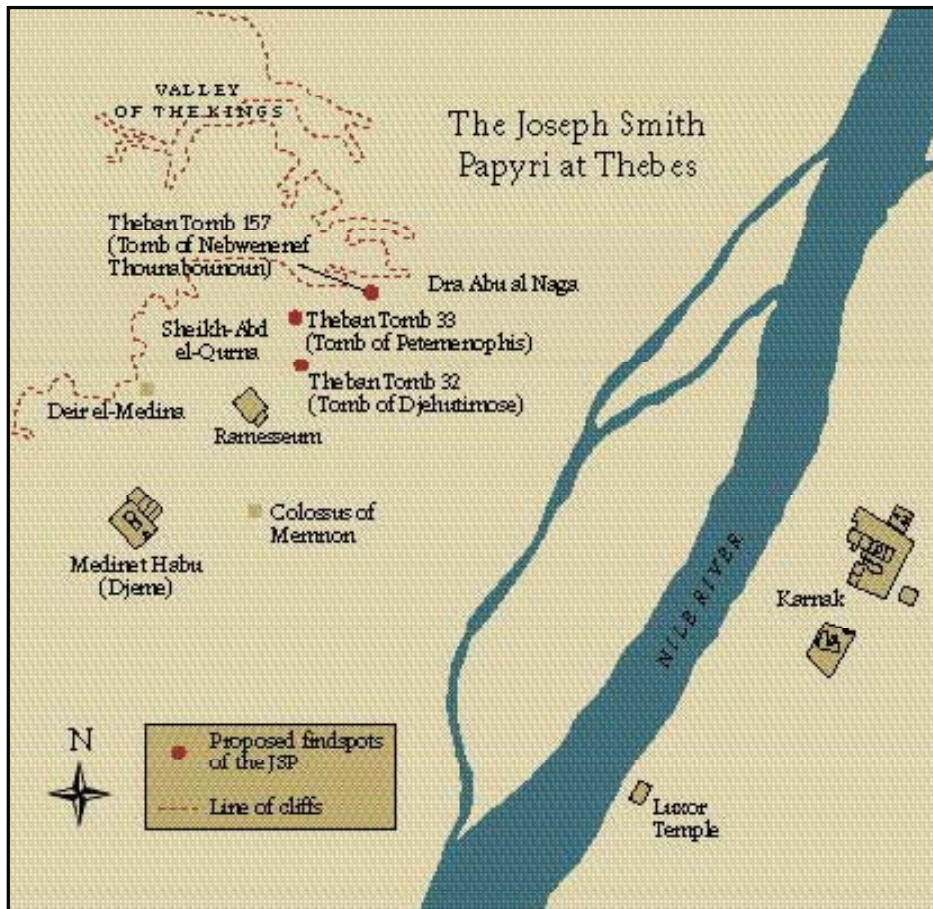 The Joseph Smith
Papyri at Thebes
VALLEY
OF THE KINGS
Theban Tomb 157
(Tomb of Nebwenenef
Thounabounoun)
Dra Abu al Naga
Sheikh-Abd
el-Qurna
Theban Tomb 33
(Tomb of Petemenophis)
Theban Tomb 32
(Tomb of Djehutimose)
Deir el-Medina
Ramesseum
Colossus of
Memnon
Medinet Habu
(Djeme)
NILE RIVER
Karnak
N
Proposed findspots
of the JSP
Line of cliffs
Luxor
Temple